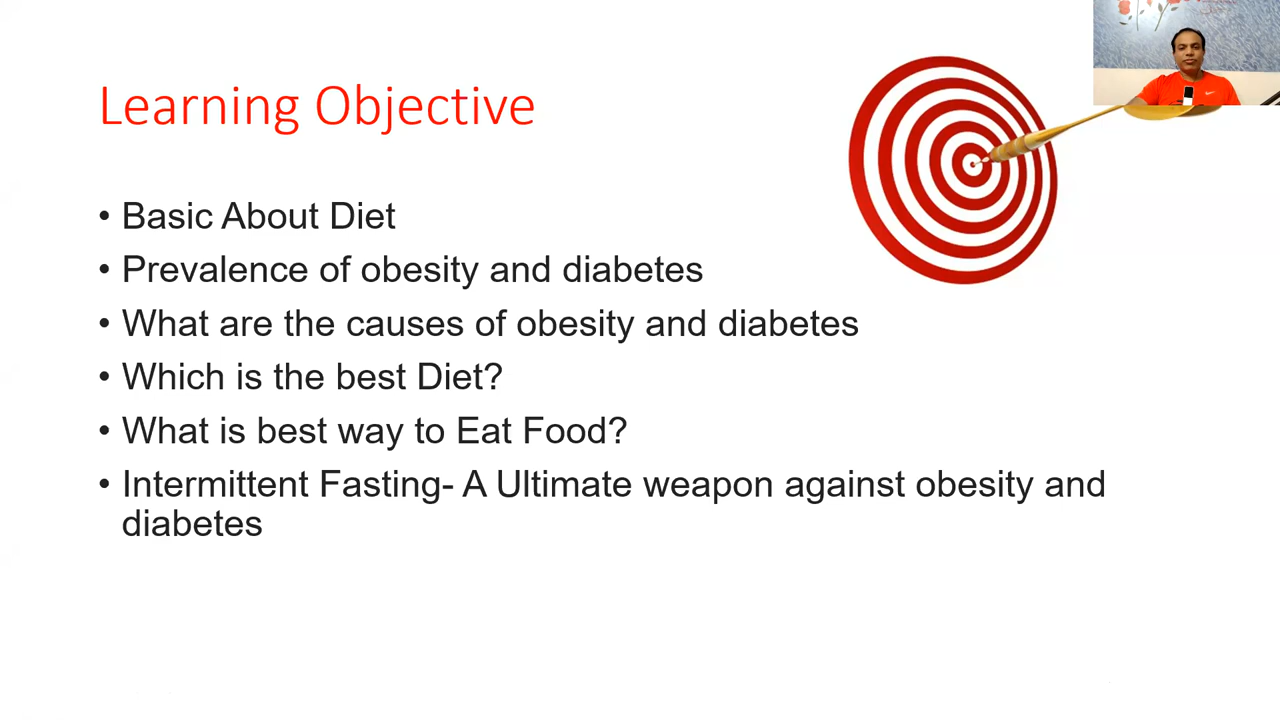 Learning Objective
• Basic About Diet
• Prevalence of obesity and diabetes
• What are the causes of obesity and diabetes
• Which is the best Diet?
• What is best way to Eat Food?
• Intermittent Fasting- A Ultimate weapon against obesity and
diabetes